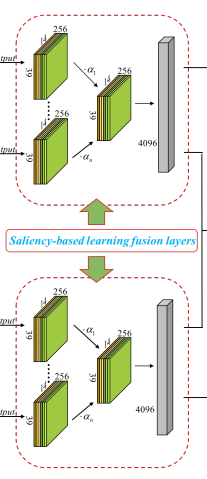 256
tput
39
·α₁
256
39
256
tput
39
·αₙ
4096
Saliency-based learning fusion layers
256
tput
39
·α₁
256
39
256
tput
39
·αₙ
4096